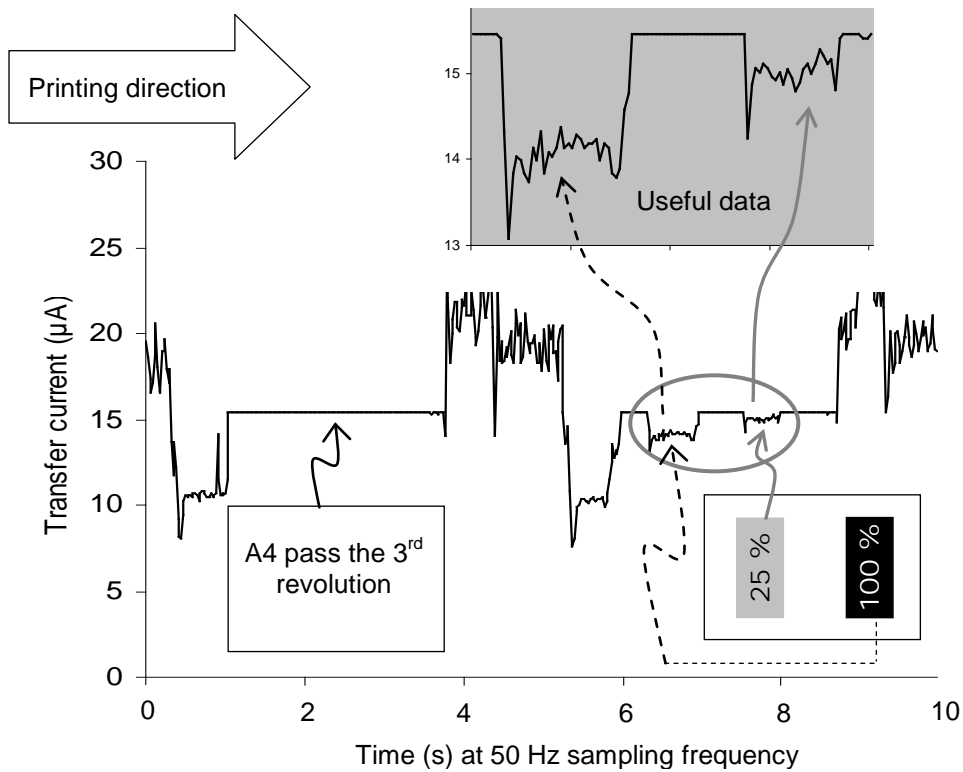 Printing direction
15
14
13
Useful data
30
25
20
15
10
5
0
Transfer current (µA)
A4 pass the 3rd
revolution
25 %
100 %
0 2 4 6 8 10
Time (s) at 50 Hz sampling frequency